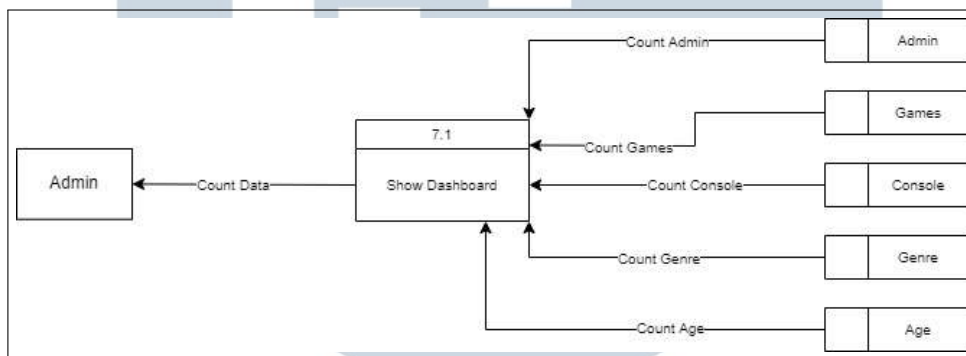 Count Admin
Admin
Games
7.1
Count Games
Admin
Count Data
Show Dashboard
Count Console
Console
Count Genre
Genre
Count Age
Age